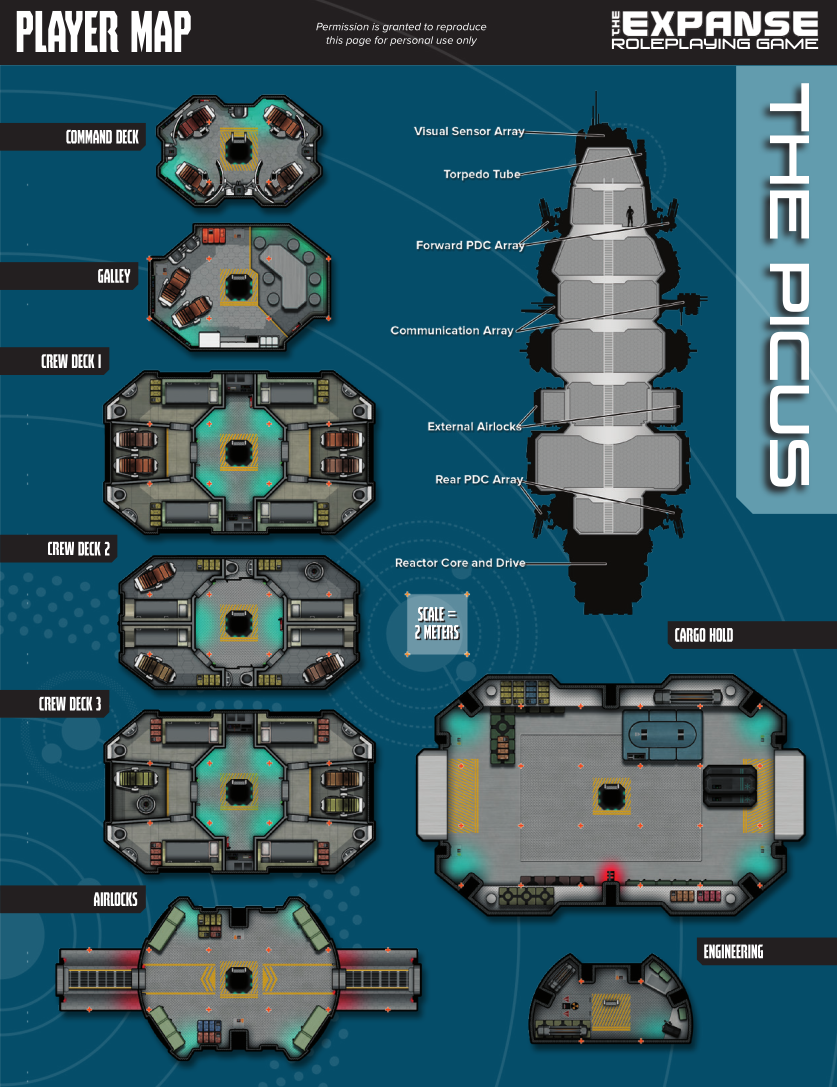 PLAYER MAP
Permission is granted to reproduce
this page for personal use only
THE EXPANSE
ROLEPLAYING GAME
THE PICUS
COMMAND DECK
GALLEY
CREW DECK 1
CREW DECK 2
CREW DECK 3
AIRLOCKS
Visual Sensor Array
Torpedo Tube
Forward PDC Array
Communication Array
External Airlocks
Rear PDC Array
Reactor Core and Drive
SCALE =
2 METERS
CARGO HOLD
ENGINEERING